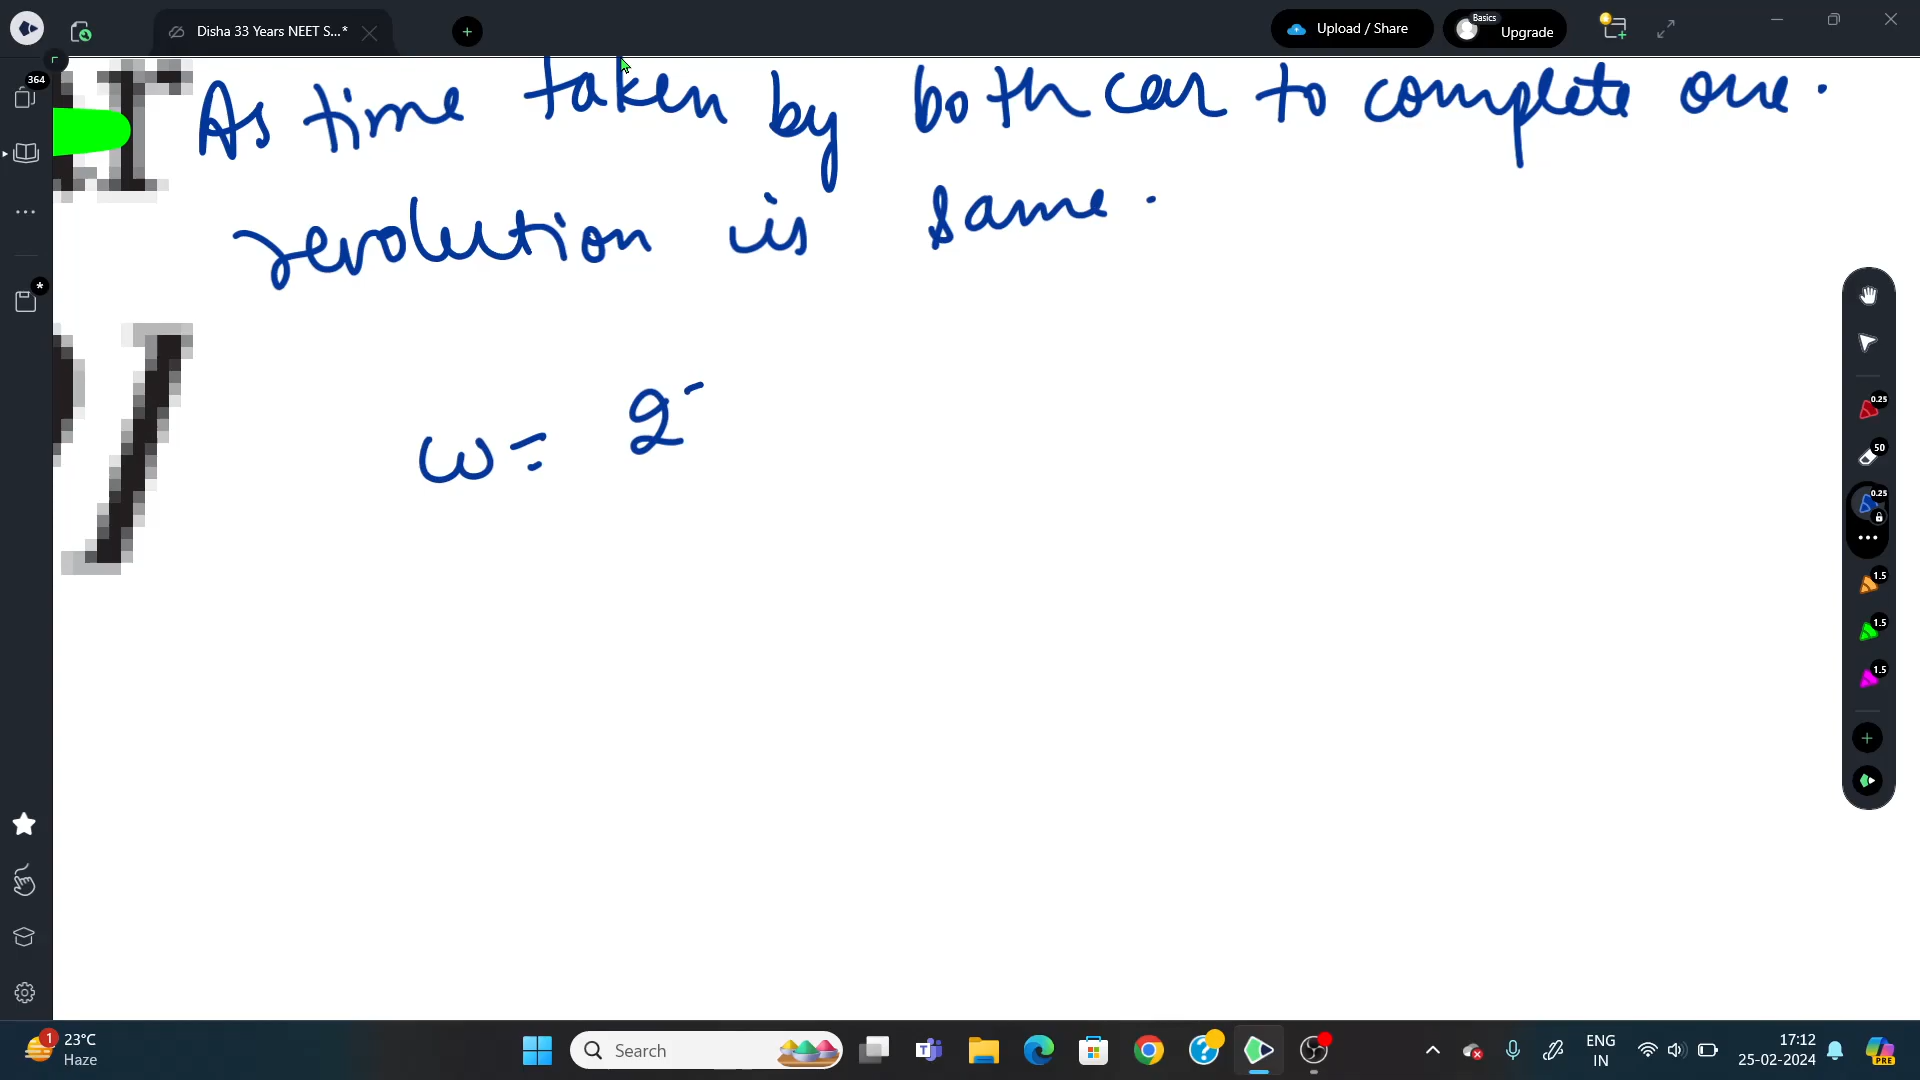 Disha 33 Years NEET S...*
Upload / Share
Basics
Upgrade
364
As time taken by both car to complete one.
revolution is same.
ω = 2
0.25
50
0.25
1.5
1.5
1.5
1
23°C
Haze
Search
ENG
IN
17:12
25-02-2024
PRE